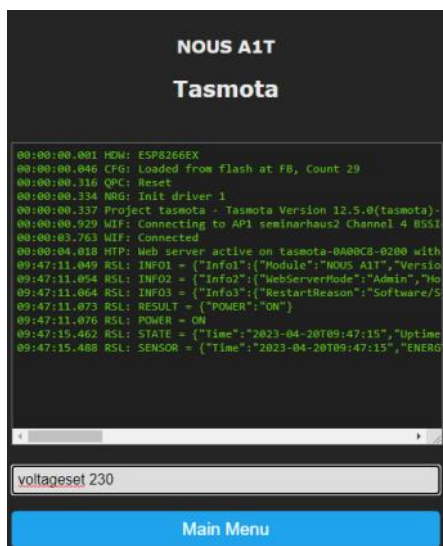 NOUS A1T
Tasmota
00:00:00.001 HDW: ESP8266EX
00:00:00.046 CFG: Loaded from flash at FB, Count 29
00:00:00.316 QPC: Reset
00:00:00.334 NRG: Init driver 1
00:00:00.337 Project tasmota - Tasmota Version 12.5.0(tasmota)-
00:00:00.929 WIF: Connecting to AP1 seminarhaus2 Channel 4 BSSI
00:00:03.763 WIF: Connected
00:00:04.018 HTP: Web server active on tasmota-0A00C8-0200 with
09:47:11.049 RSL: INFO1 = {"Info1":{"Module":"NOUS A1T","Versio
09:47:11.054 RSL: INFO2 = {"Info2":{"WebServerMode":"Admin","Ho
09:47:11.064 RSL: INFO3 = {"Info3":{"RestartReason":"Software/S
09:47:11.073 RSL: RESULT = {"POWER":"ON"}
09:47:11.076 RSL: POWER = ON
09:47:15.462 RSL: STATE = {"Time":"2023-04-20T09:47:15","Uptime
09:47:15.488 RSL: SENSOR = {"Time":"2023-04-20T09:47:15","ENERG
voltageset 230
Main Menu